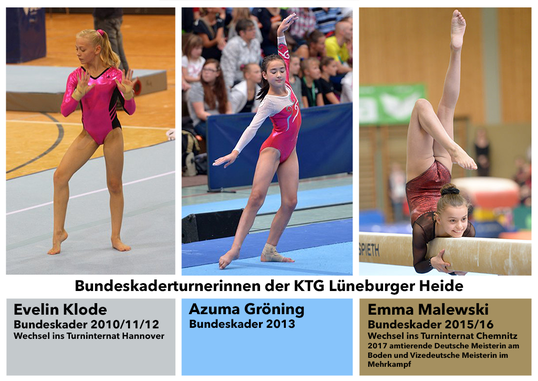 SPIETH
Bundeskaderturnerinnen der KTG Lüneburger Heide
Evelin Klode
Bundeskader 2010/11/12
Wechsel ins Turninternat Hannover
Azuma Gröning
Bundeskader 2013
Emma Malewski
Bundeskader 2015/16
Wechsel ins Turninternat Chemnitz
2017 amtierende Deutsche Meisterin am
Boden und Vizedeutsche Meisterin im
Mehrkampf